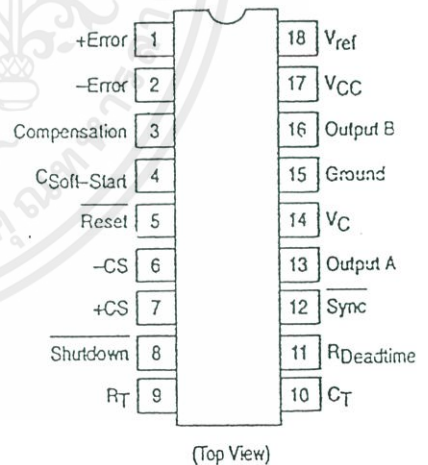 +Error 1 18 Vref
–Error 2 17 VCC
Compensation 3 16 Output B
CSoft–Start 4 15 Ground
Reset 5 14 VC
–CS 6 13 Output A
+CS 7 12 Sync
Shutdown 8 11 RDeadtime
RT 9 10 CT
(Top View)